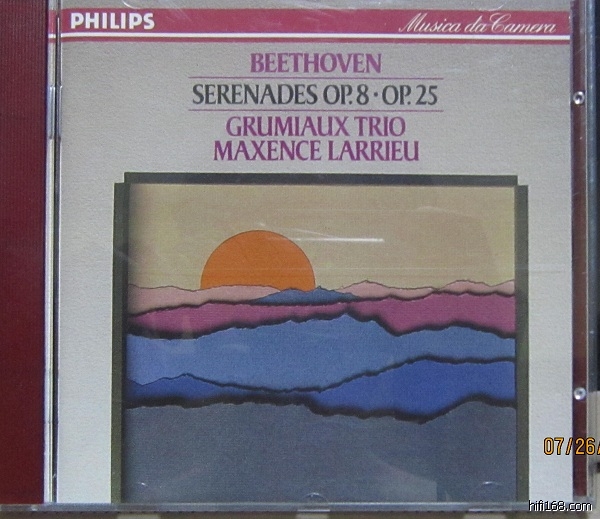 PHILIPS
Musica da Camera
BEETHOVEN
SERENADES OP. 8 · OP. 25
GRUMIAUX TRIO
MAXENCE LARRIEU
07/26/
hifi168.com